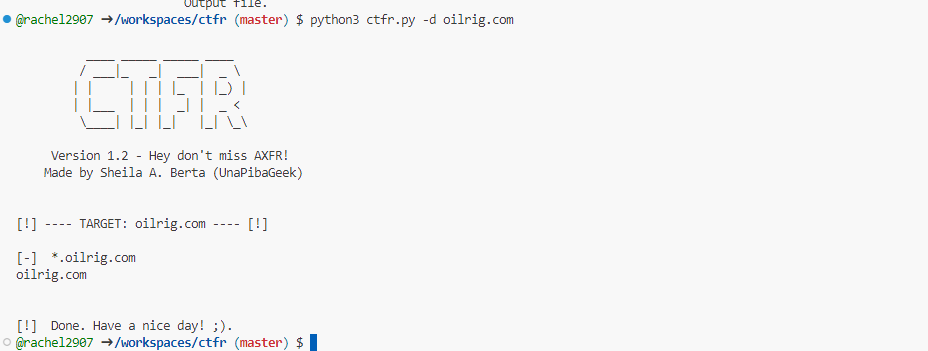 Output file.
@rachel2907 ➜/workspaces/ctfr (master) $ python3 ctfr.py -d oilrig.com
 ____ _____ _____ ____
/ ___|_   _|  ___|  _ \
| |     | | | |_  | |_) |
| |___  | | |  _| |  _ <
\____| |_| |_|   |_| \_\
Version 1.2 - Hey don't miss AXFR!
Made by Sheila A. Berta (UnaPibaGeek)
[!] ---- TARGET: oilrig.com ---- [!]
[-]  *.oilrig.com
oilrig.com
[!]  Done. Have a nice day! ;).
@rachel2907 ➜/workspaces/ctfr (master) $